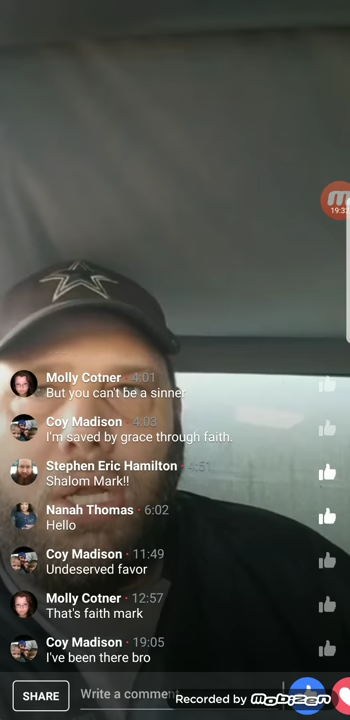 19:32
Molly Cotner · 4:01
But you can't be a sinner
Coy Madison · 4:03
I'm saved by grace through faith.
Stephen Eric Hamilton · 4:51
Shalom Mark!!
Nanah Thomas · 6:02
Hello
Coy Madison · 11:49
Undeserved favor
Molly Cotner · 12:57
That's faith mark
Coy Madison · 19:05
I've been there bro
SHARE
Write a comment
Recorded by Mobizen